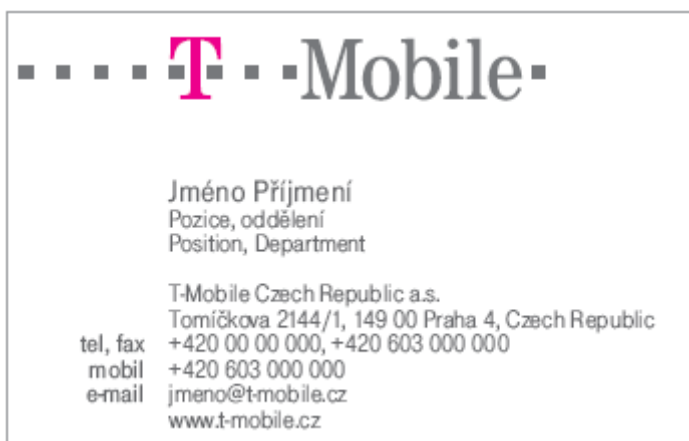 T · · Mobile
Jméno Příjmení
Pozice, oddělení
Position, Department
T-Mobile Czech Republic a.s.
Tomíčkova 2144/1, 149 00 Praha 4, Czech Republic
tel, fax +420 00 00 000, +420 603 000 000
mobil +420 603 000 000
e-mail jmeno@t-mobile.cz
www.t-mobile.cz